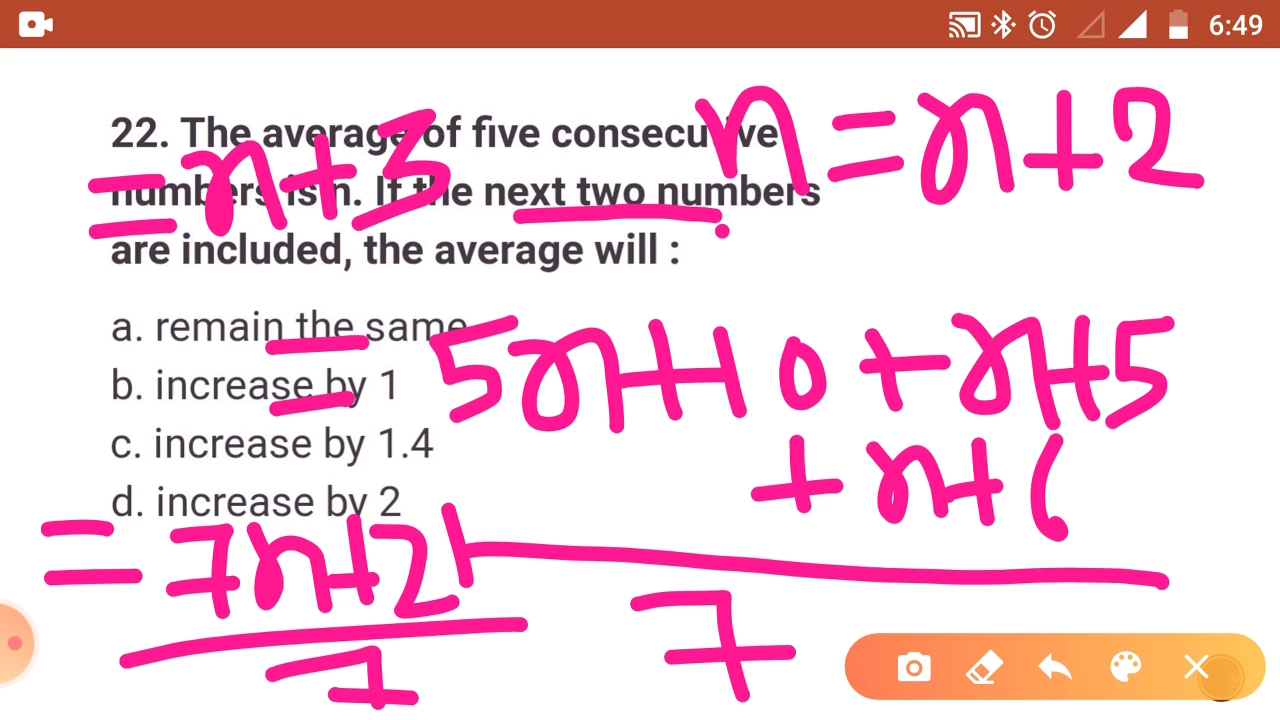 6:49
22. The average of five consecutive
numbers is n. If the next two numbers
are included, the average will :
a. remain the same
b. increase by 1
c. increase by 1.4
d. increase by 2
n = x+2
= x+3
= 5x+10 + x+5
+ x+6
7
= 7x+21
7